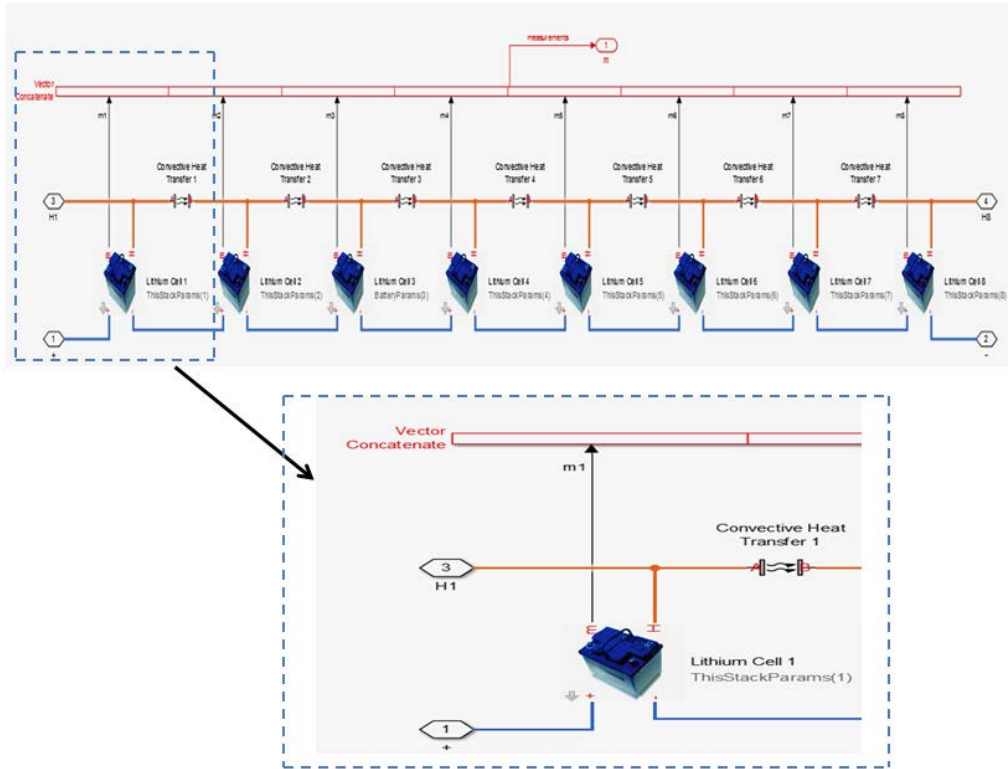 measurements
1
m
Vector
Concatenate
m1
m2
m3
m4
m5
m6
m7
m8
Convective Heat
Transfer 1
Convective Heat
Transfer 2
Convective Heat
Transfer 3
Convective Heat
Transfer 4
Convective Heat
Transfer 5
Convective Heat
Transfer 6
Convective Heat
Transfer 7
3
H1
4
H8
A B
A B
A B
A B
A B
A B
A B
m H
m H
m H
m H
m H
m H
m H
m H
Lithium Cell 1
ThisStackParams(1)
Lithium Cell 2
ThisStackParams(2)
Lithium Cell 3
BatteryParams(3)
Lithium Cell 4
ThisStackParams(4)
Lithium Cell 5
ThisStackParams(5)
Lithium Cell 6
ThisStackParams(6)
Lithium Cell 7
ThisStackParams(7)
Lithium Cell 8
ThisStackParams(8)
+ -
+ -
+ -
+ -
+ -
+ -
+ -
+ -
1
+
2
-
Vector
Concatenate
m1
Convective Heat
Transfer 1
3
A B
H1
m H
Lithium Cell 1
ThisStackParams(1)
+ -
1
+